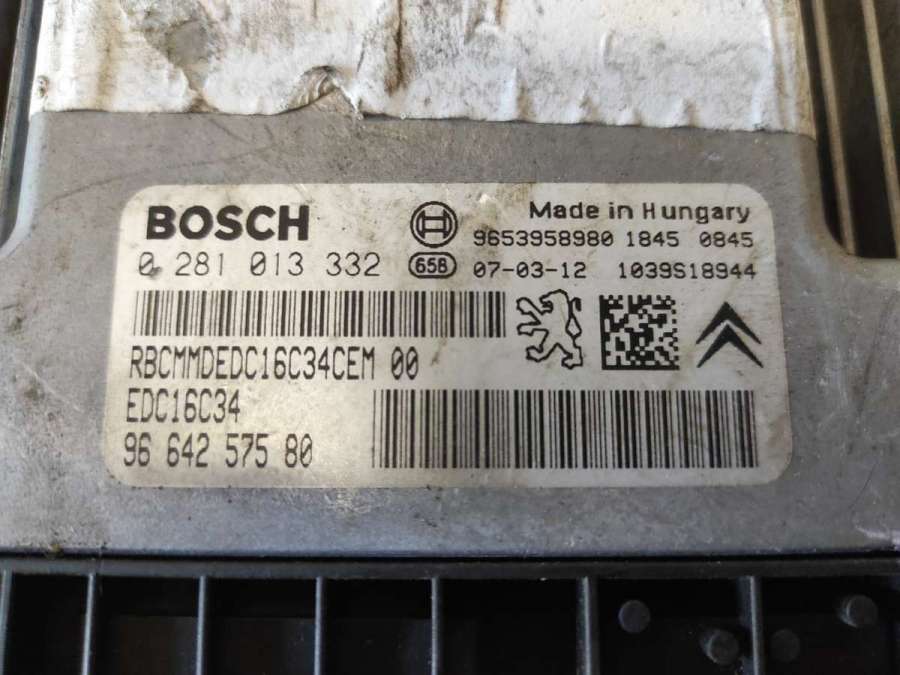 BOSCH
Made in Hungary
9653958980 1845 0845
0 281 013 332
658
07-03-12 1039S18944
RBCMMDEDC16C34CEM 00
EDC16C34
96 642 575 80